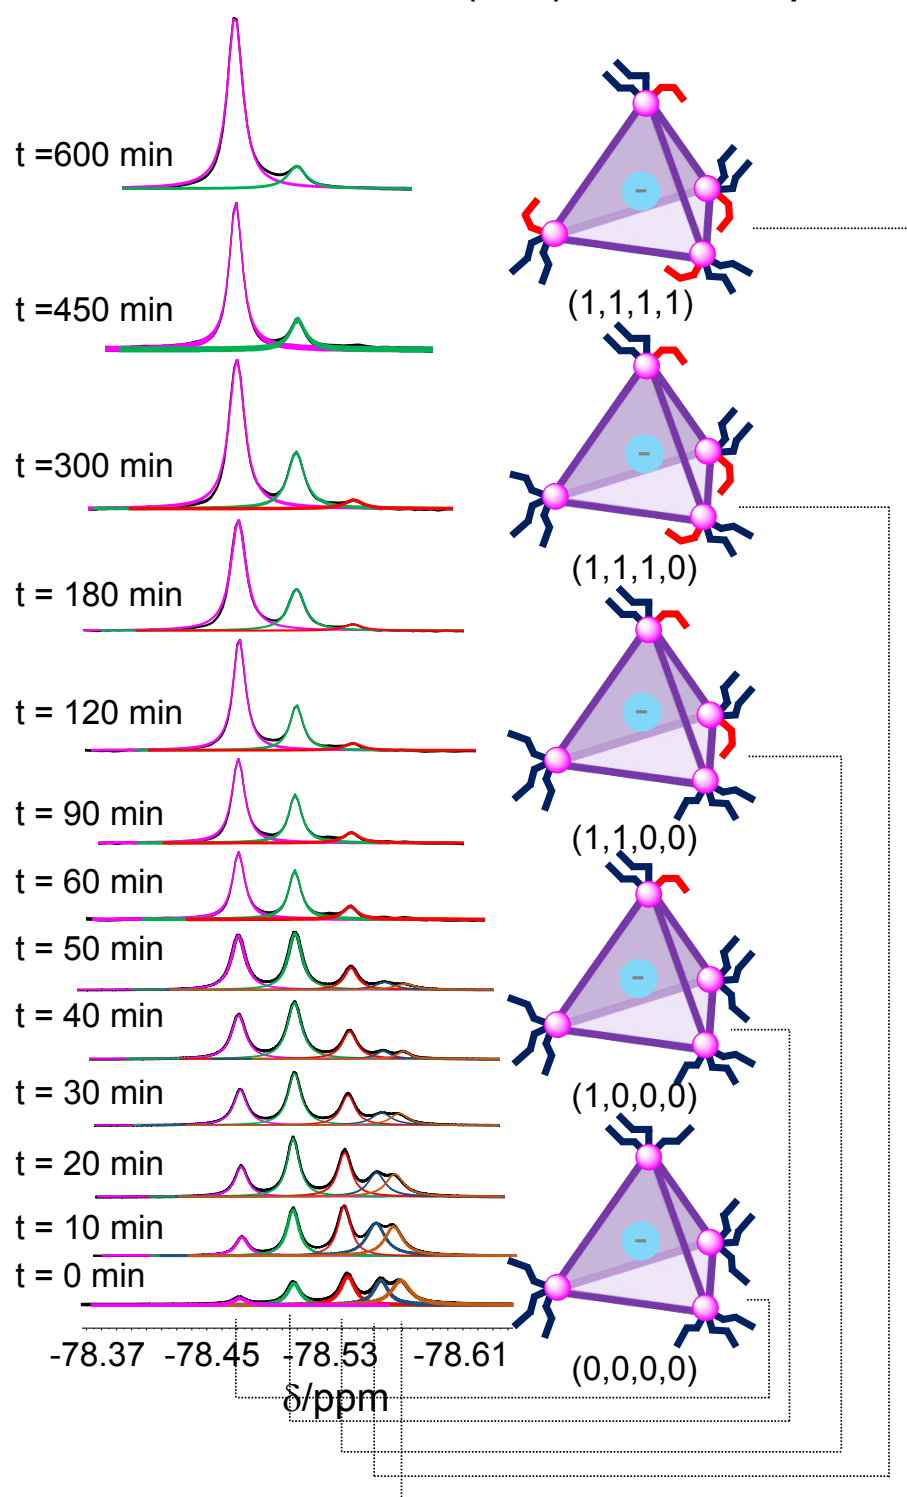 t =600 min
t =450 min
t =300 min
t = 180 min
t = 120 min
t = 90 min
t = 60 min
t = 50 min
t = 40 min
t = 30 min
t = 20 min
t = 10 min
t = 0 min
-78.37 -78.45 -78.53 -78.61
δ/ppm
-
(1,1,1,1)
-
(1,1,1,0)
-
(1,1,0,0)
-
(1,0,0,0)
-
(0,0,0,0)